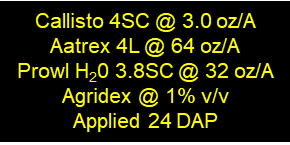 Callisto 4SC @ 3.0 oz/A
Aatrex 4L @ 64 oz/A
Prowl H₂0 3.8SC @ 32 oz/A
Agridex @ 1% v/v
Applied 24 DAP